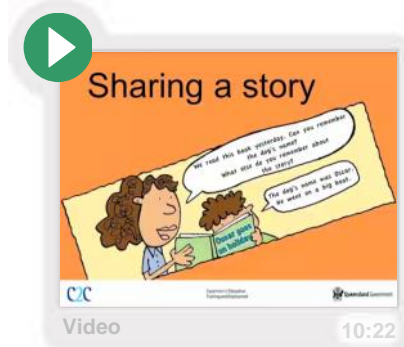 Sharing a story
We read this book yesterday. Can you remember
the dog's name?
What else do you remember about
the story?
The dog's name was Oscar.
He went on a big boat.
Oscar goes
on holiday
C2C
Queensland Government
Video
10:22